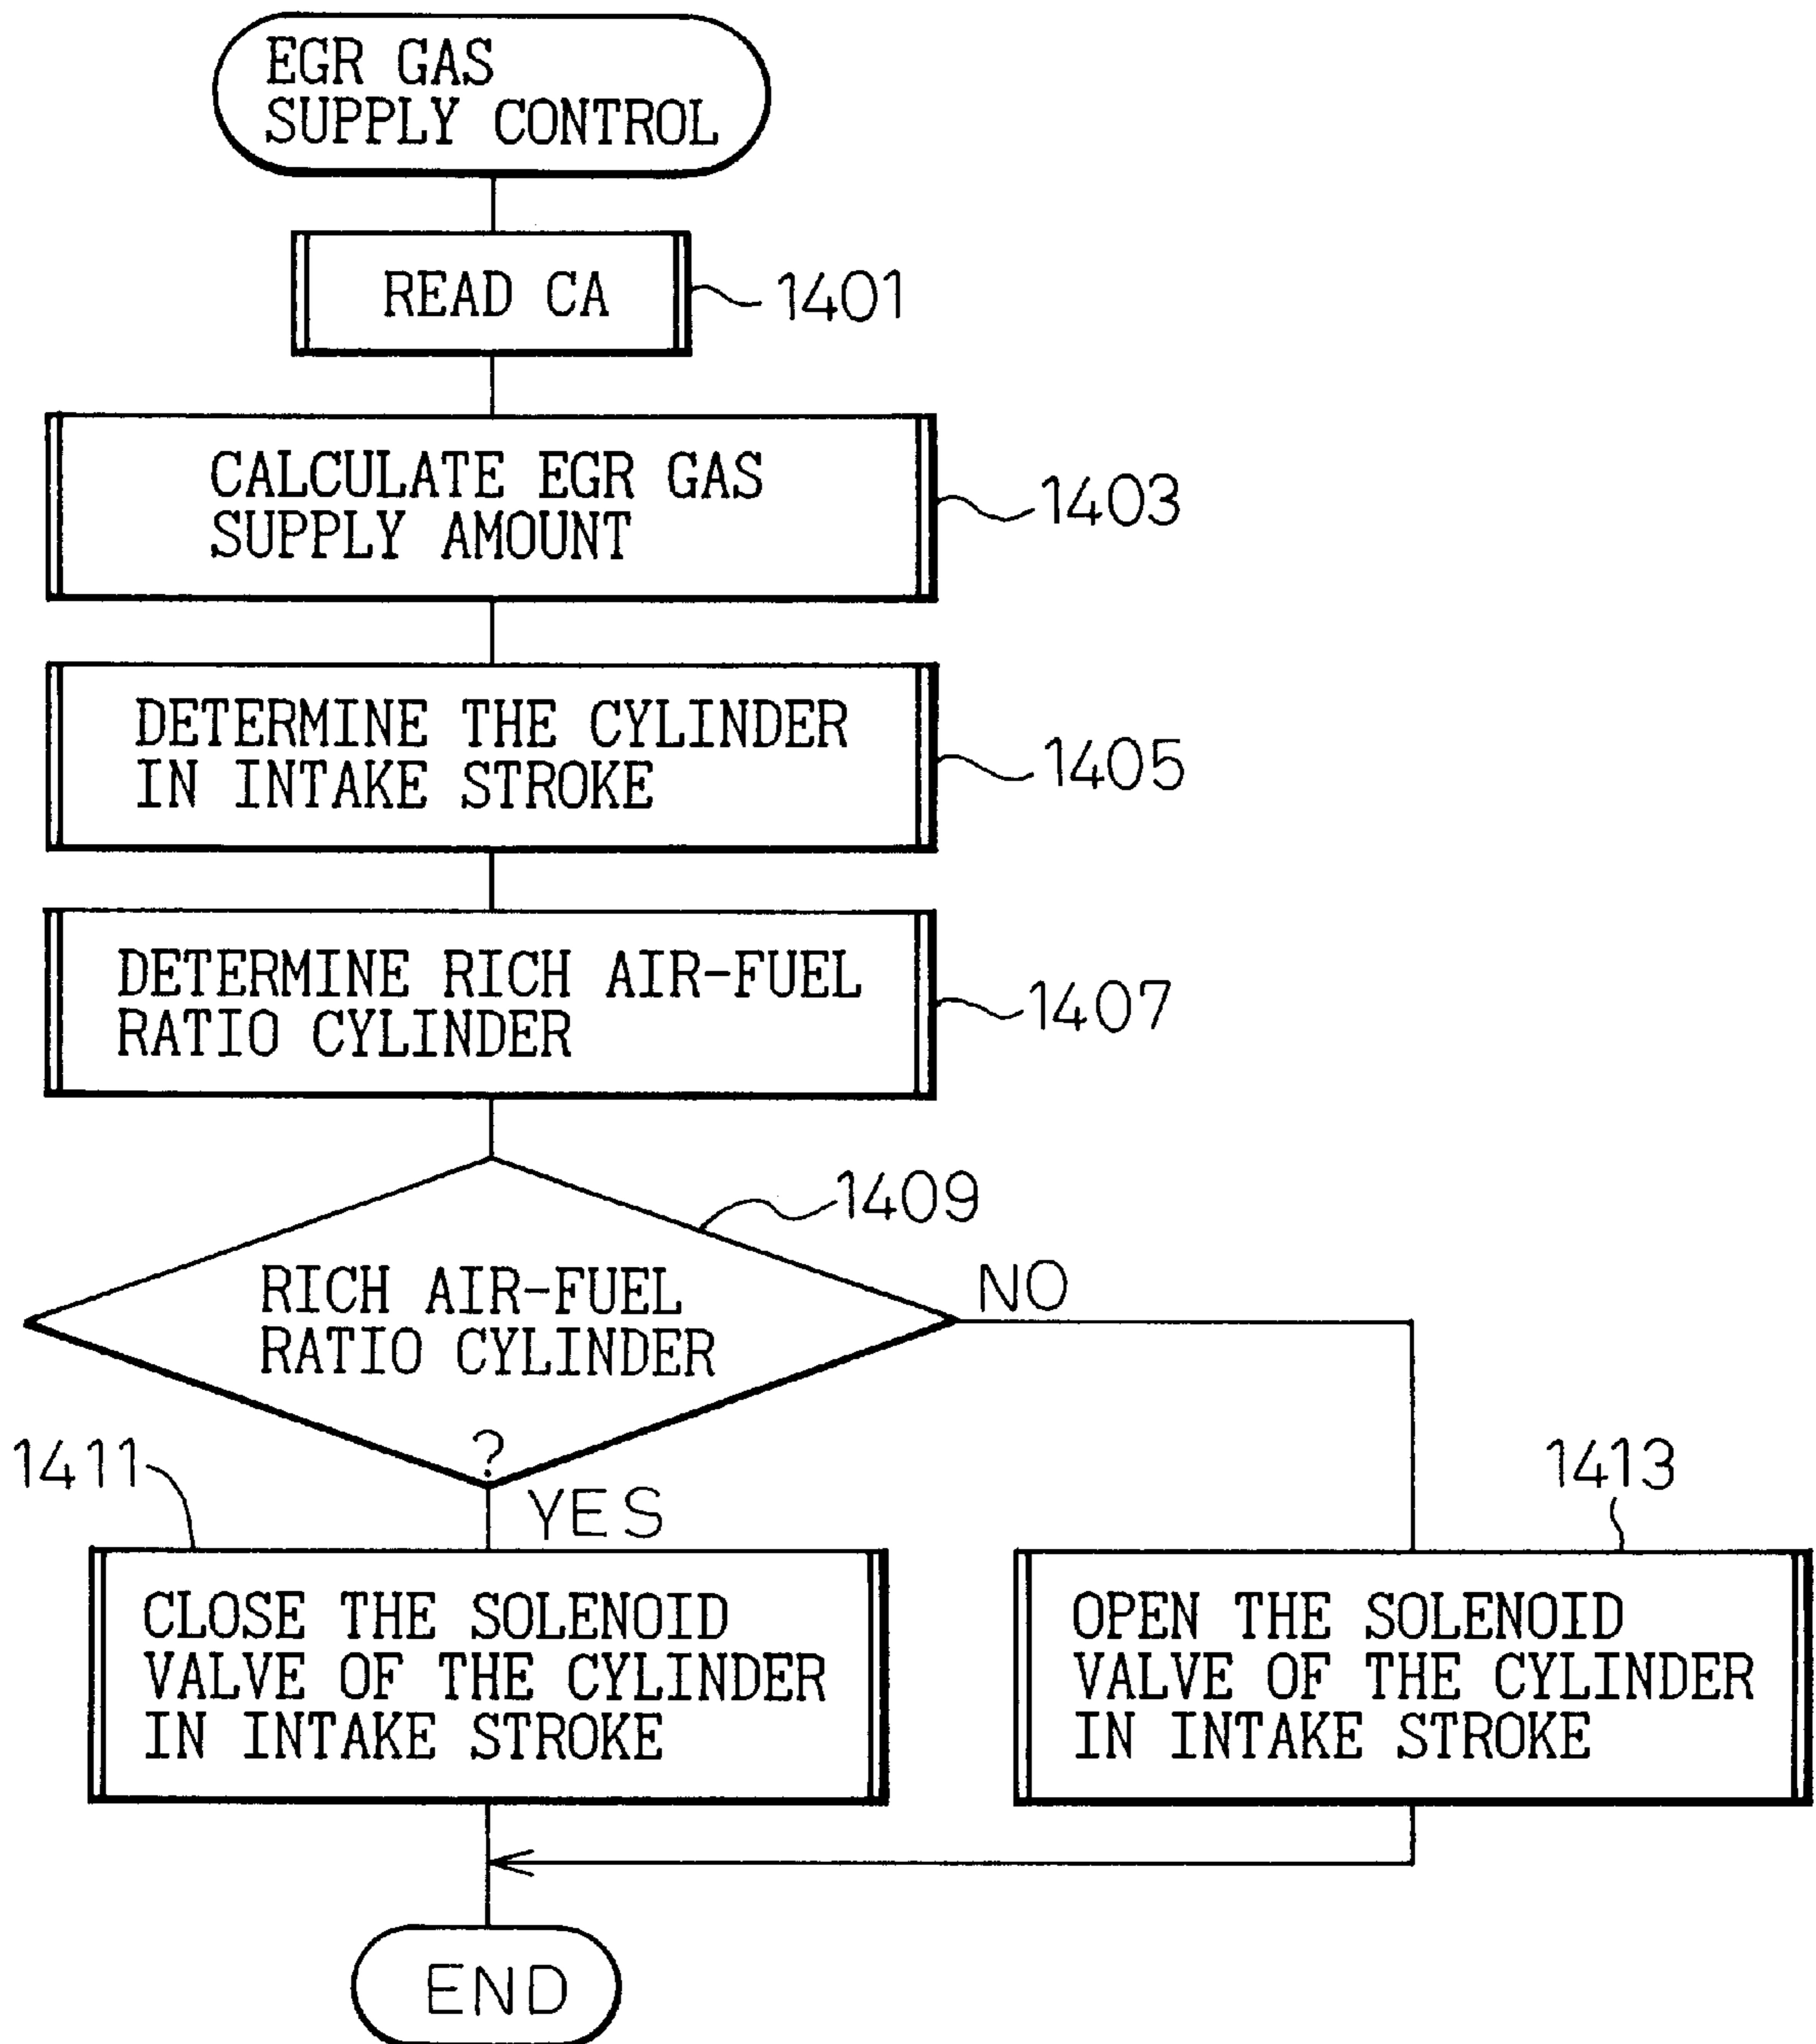 EGR GAS
SUPPLY CONTROL
READ CA
1401
CALCULATE EGR GAS
SUPPLY AMOUNT
1403
DETERMINE THE CYLINDER
IN INTAKE STROKE
1405
DETERMINE RICH AIR-FUEL
RATIO CYLINDER
1407
1409
RICH AIR-FUEL
RATIO CYLINDER
?
NO
YES
1411
CLOSE THE SOLENOID
VALVE OF THE CYLINDER
IN INTAKE STROKE
1413
OPEN THE SOLENOID
VALVE OF THE CYLINDER
IN INTAKE STROKE
END